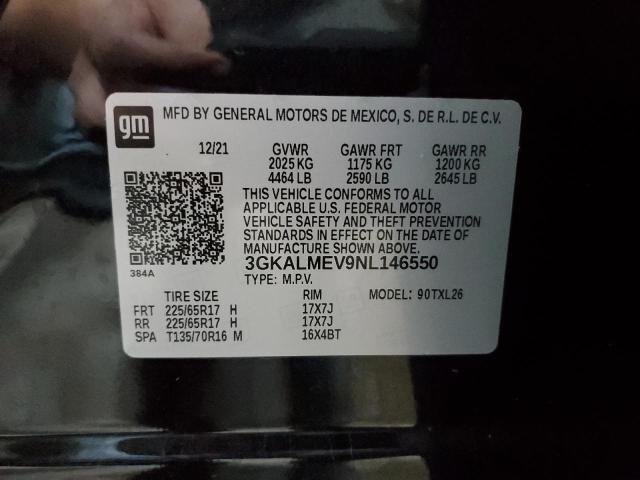 gm
MFD BY GENERAL MOTORS DE MEXICO, S. DE R.L. DE C.V.
12/21 GVWR GAWR FRT GAWR RR
2025 KG 1175 KG 1200 KG
4464 LB 2590 LB 2645 LB
THIS VEHICLE CONFORMS TO ALL
APPLICABLE U.S. FEDERAL MOTOR
VEHICLE SAFETY AND THEFT PREVENTION
STANDARDS IN EFFECT ON THE DATE OF
MANUFACTURE SHOWN ABOVE.
384A
3GKALMEV9NL146550
TYPE: M.P.V.
TIRE SIZE RIM MODEL: 90TXL26
FRT 225/65R17 H 17X7J
RR 225/65R17 H 17X7J
SPA T135/70R16 M 16X4BT